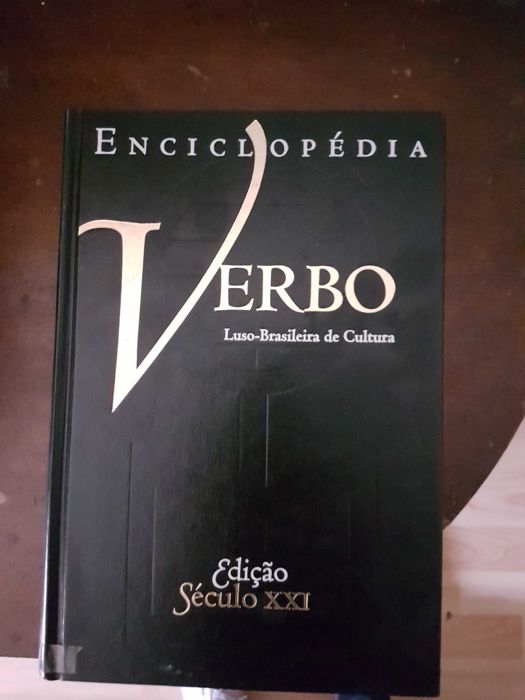 ENCICLOPÉDIA
VERBO
Luso-Brasileira de Cultura
Edição
Século XXI